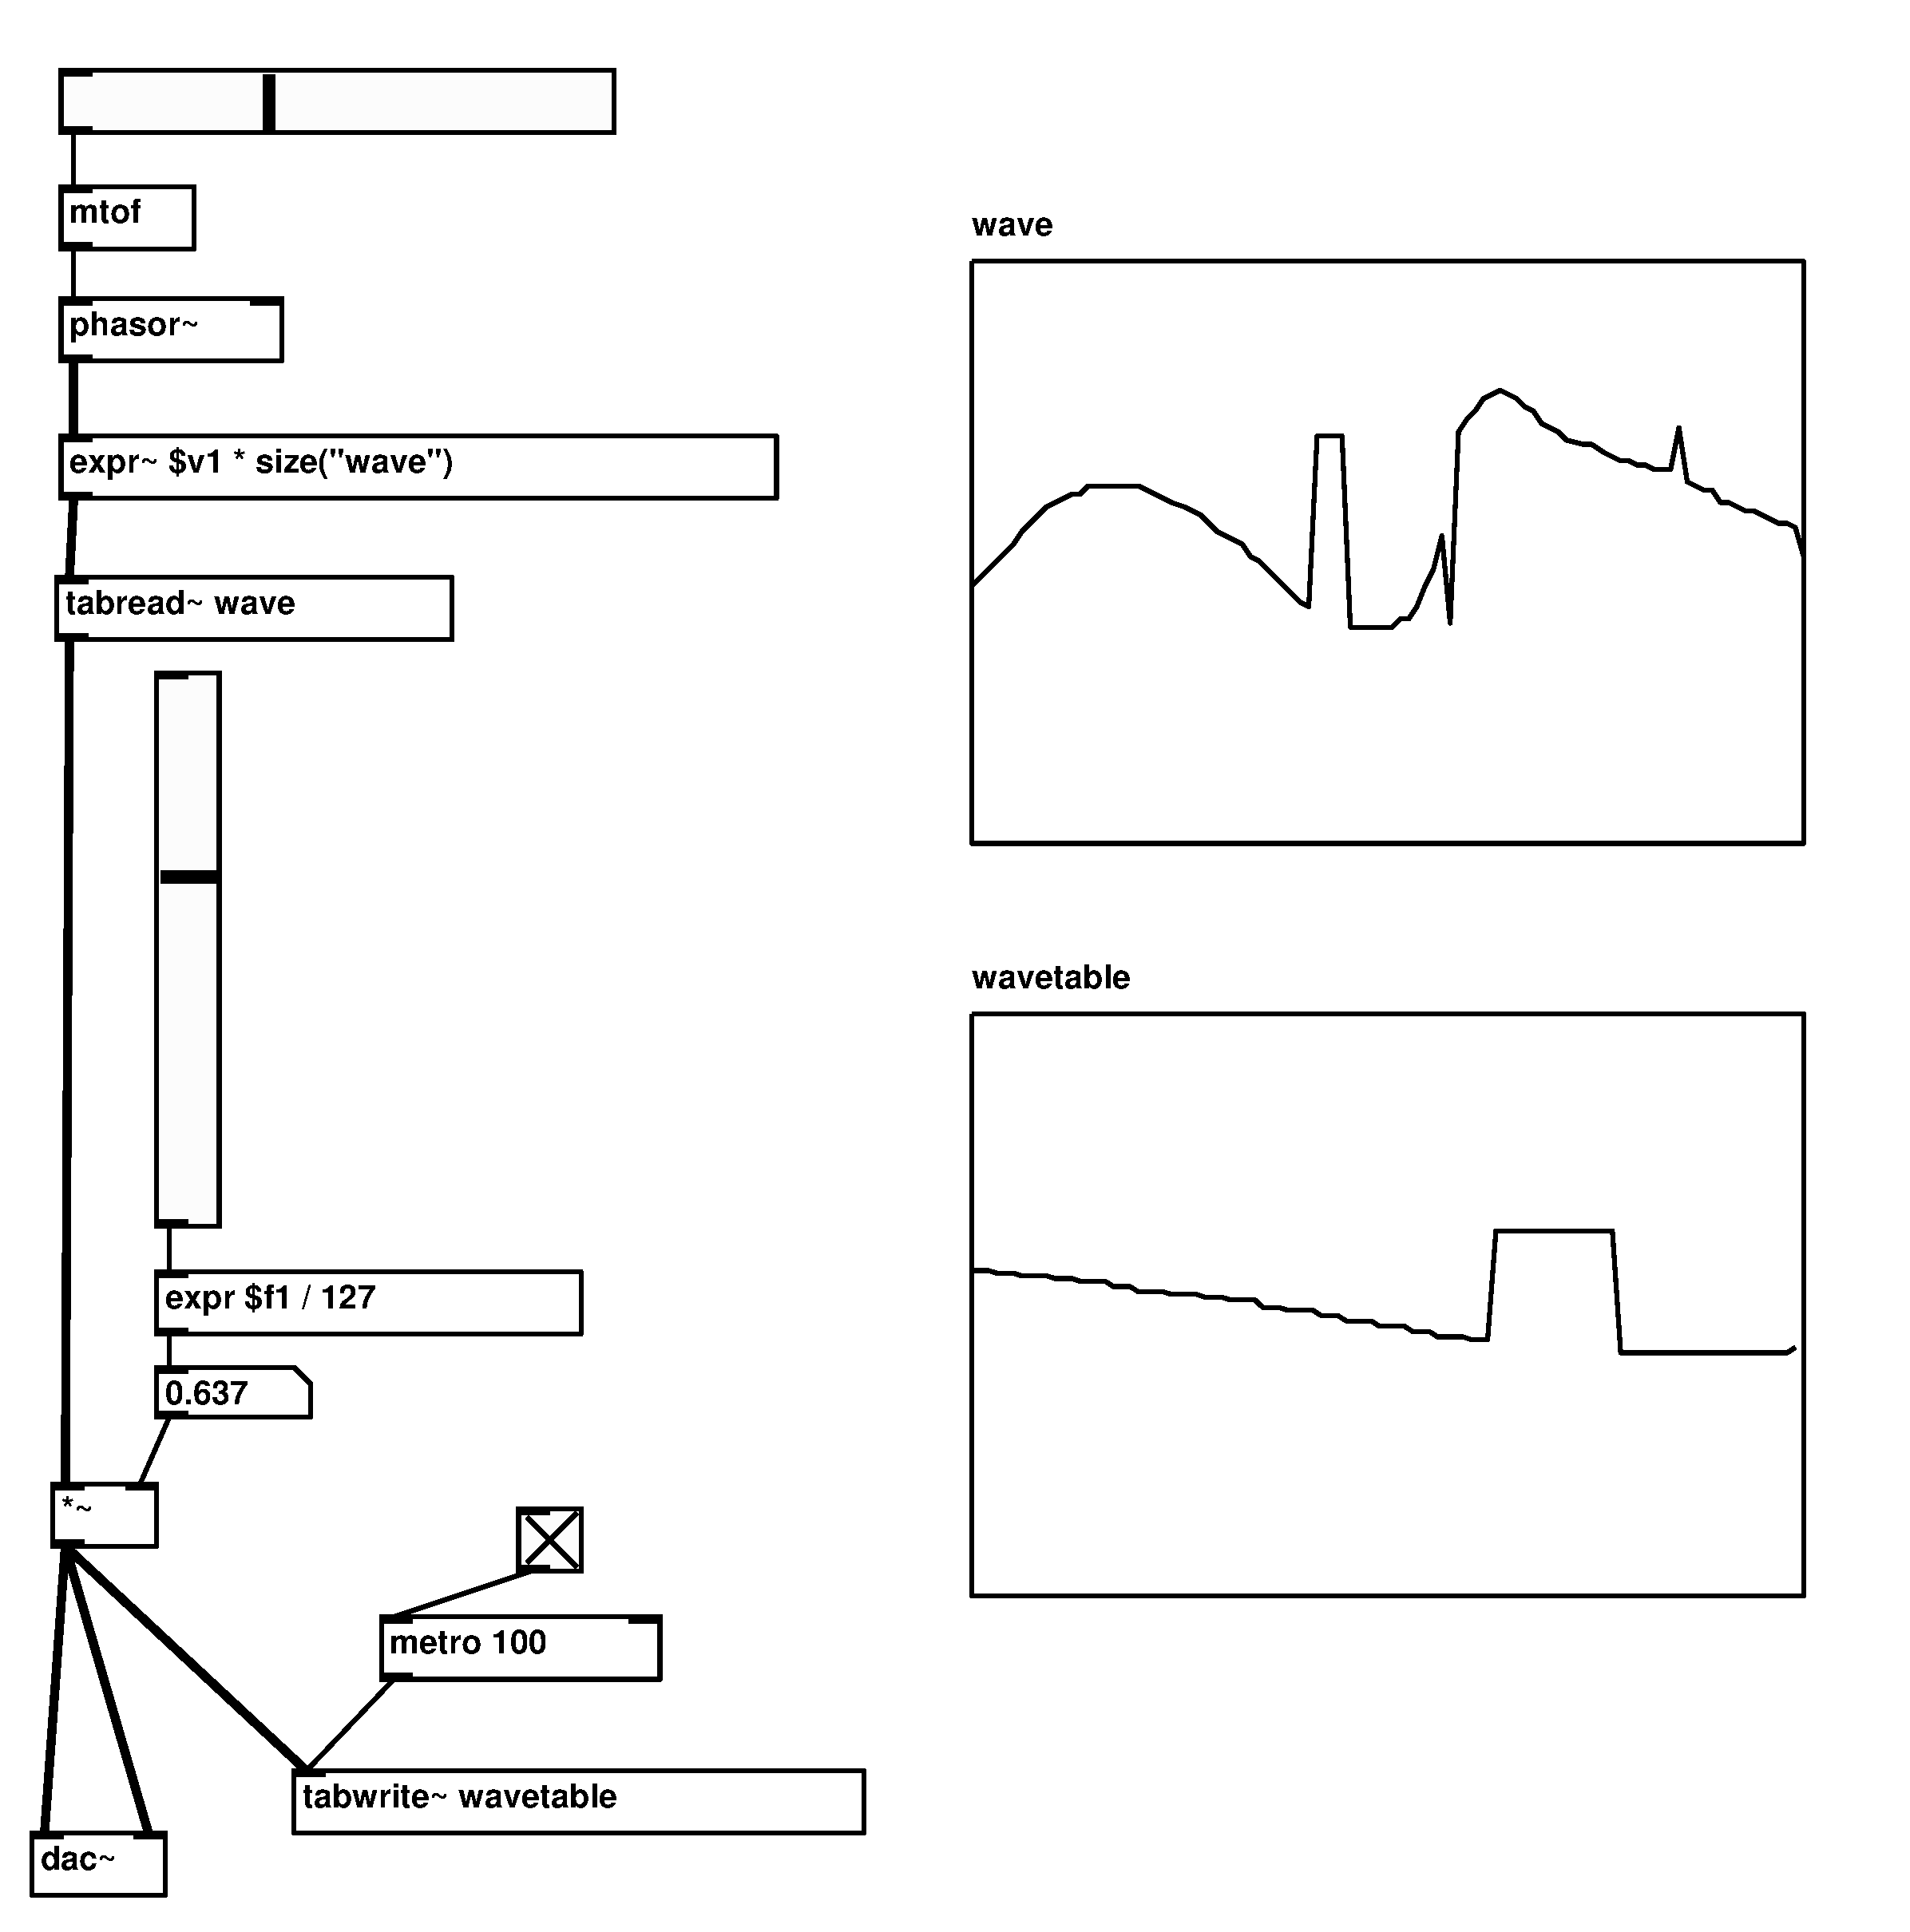 mtof
phasor~
expr~ $v1 * size("wave")
tabread~ wave
expr $f1 / 127
0.637
*~
metro 100
tabwrite~ wavetable
dac~
wave
wavetable